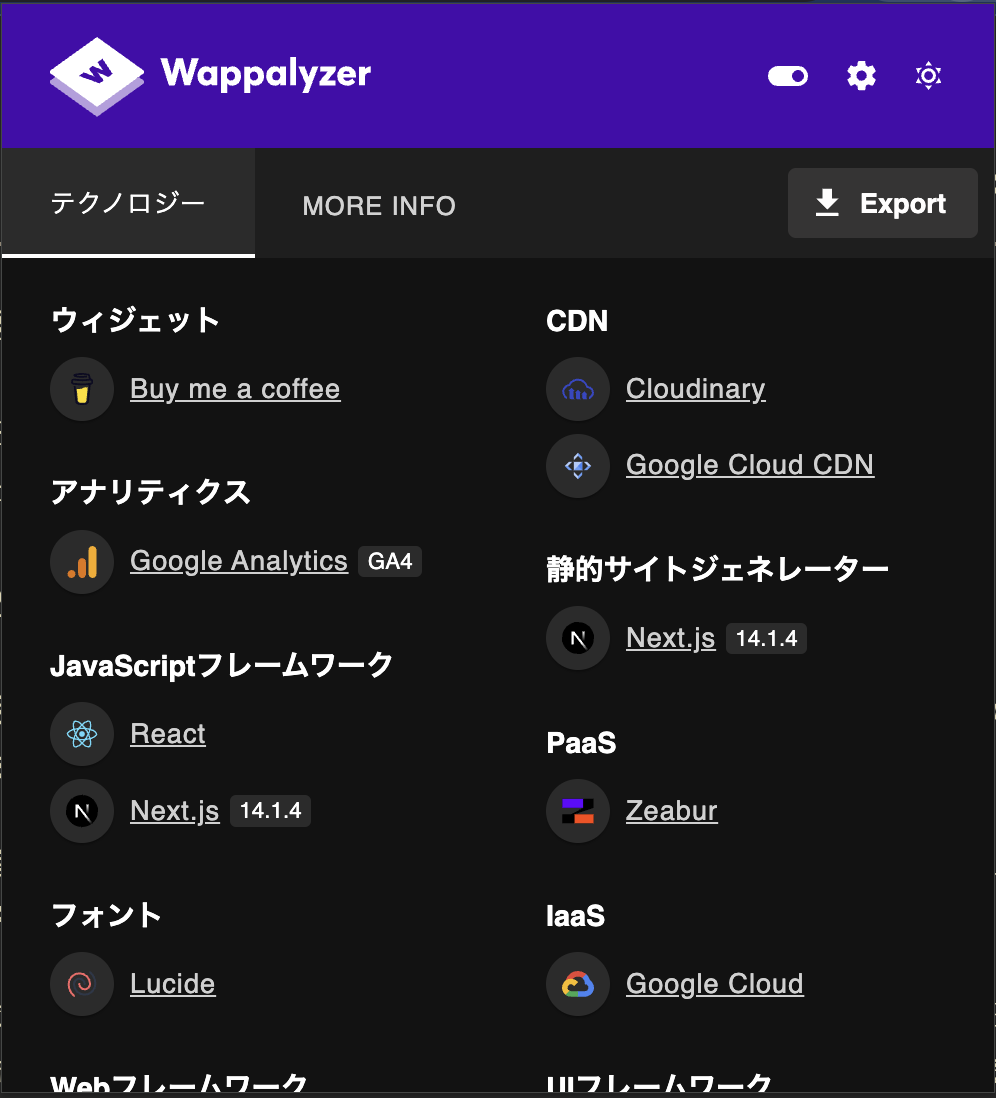 Wappalyzer
テクノロジー
MORE INFO
Export
ウィジェット
Buy me a coffee
アナリティクス
Google Analytics GA4
JavaScriptフレームワーク
React
Next.js 14.1.4
フォント
Lucide
Webフレームワーク
CDN
Cloudinary
Google Cloud CDN
静的サイトジェネレーター
Next.js 14.1.4
PaaS
Zeabur
IaaS
Google Cloud
UIフレームワーク